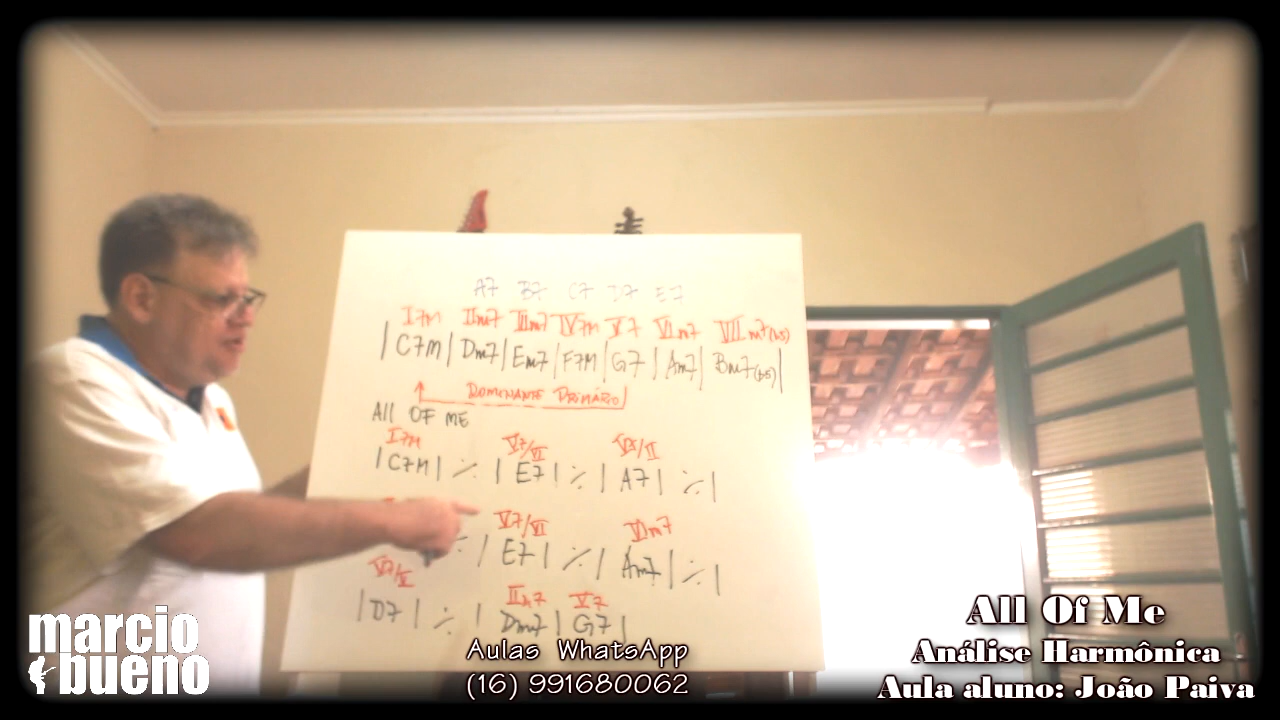 A7 B7 C7 D7 E7
I7M IIm7 IIIm7 IV7M V7 VIm7 VIIm7(b5)
| C7M | Dm7 | Em7 | F7M | G7 | Am7 | Bm7(b5) |
DOMINANTE PRIMÁRIO
All OF ME
I7M V7/VI V7/II
| C7M | ٪ | E7 | ٪ | A7 | ٪ |
V7/VI VIm7
| E7 | ٪ | Am7 | ٪ |
V7/V IIm7 V7
| D7 | ٪ | Dm7 | G7 |
marcio
bueno
Aulas WhatsApp
(16) 991680062
All Of Me
Análise Harmônica
Aula aluno: João Paiva